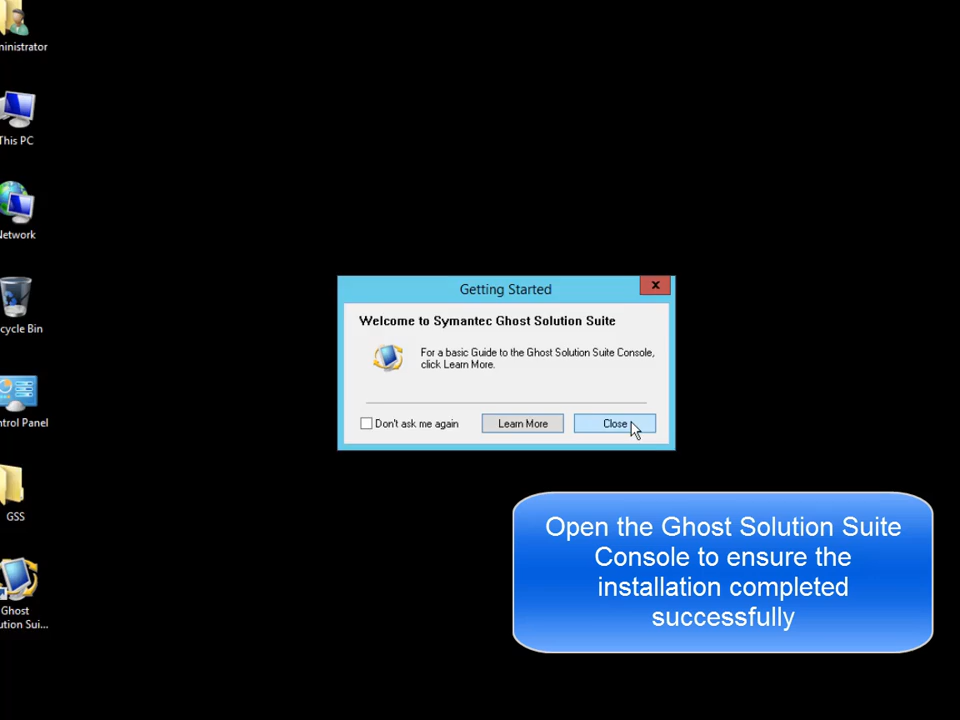 ministrator
This PC
Network
cycle Bin
ntrol Panel
GSS
Ghost
ution Sui...
Getting Started
x
Welcome to Symantec Ghost Solution Suite
For a basic Guide to the Ghost Solution Suite Console,
click Learn More.
Don't ask me again
Learn More
Close
Open the Ghost Solution Suite
Console to ensure the
installation completed
successfully